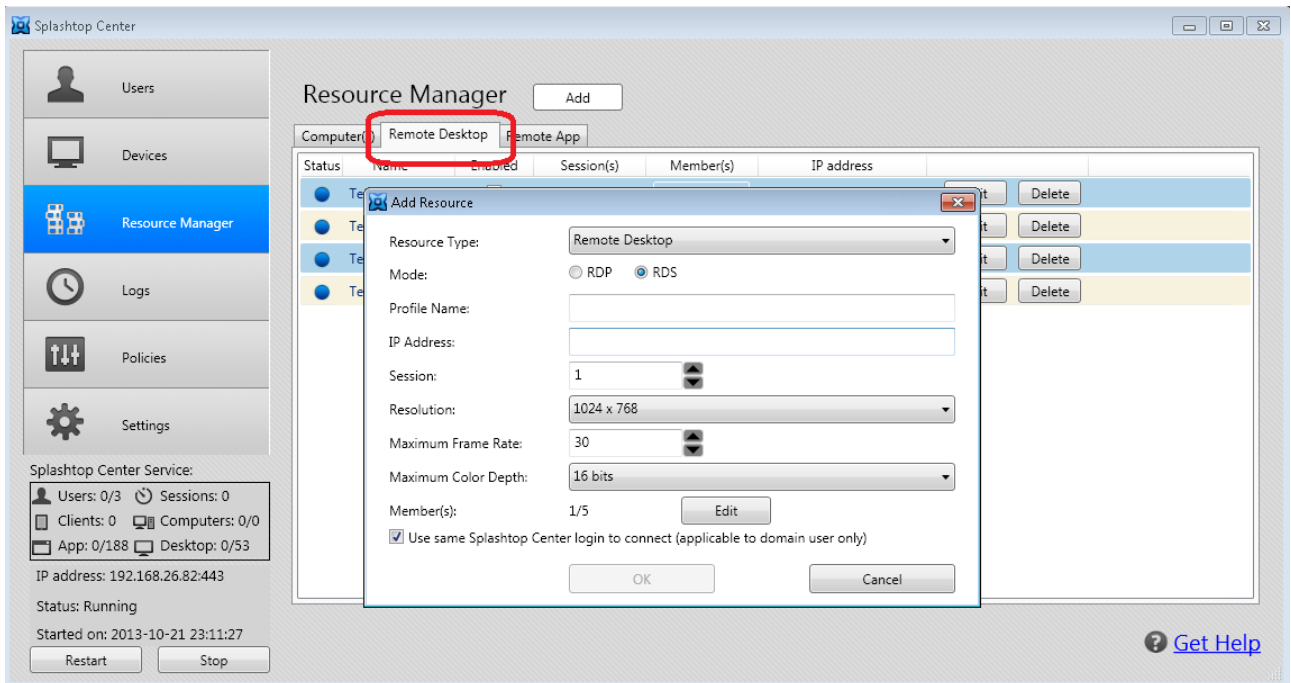 Splashtop Center
Users
Devices
Resource Manager
Logs
Policies
Settings
Splashtop Center Service:
Users: 0/3 Sessions: 0
Clients: 0 Computers: 0/0
App: 0/188 Desktop: 0/53
IP address: 192.168.26.82:443
Status: Running
Started on: 2013-10-21 23:11:27
Restart Stop
Resource Manager Add
Remote Desktop
Status Name Enabled Session(s) Member(s) IP address
Delete
Delete
Delete
Delete
Add Resource
Resource Type: Remote Desktop
Mode: RDP RDS
Profile Name:
IP Address:
Session: 1
Resolution: 1024 x 768
Maximum Frame Rate: 30
Maximum Color Depth: 16 bits
Member(s): 1/5 Edit
Use same Splashtop Center login to connect (applicable to domain user only)
OK Cancel
Get Help